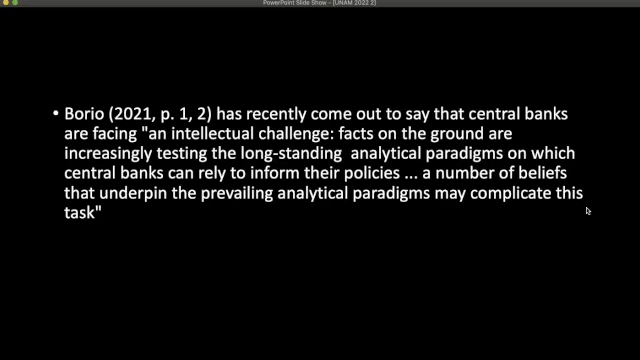 PowerPoint Slide Show - [UNAM 2022 2]
• Borio (2021, p. 1, 2) has recently come out to say that central banks
are facing "an intellectual challenge: facts on the ground are
increasingly testing the long-standing analytical paradigms on which
central banks can rely to inform their policies ... a number of beliefs
that underpin the prevailing analytical paradigms may complicate this
task"